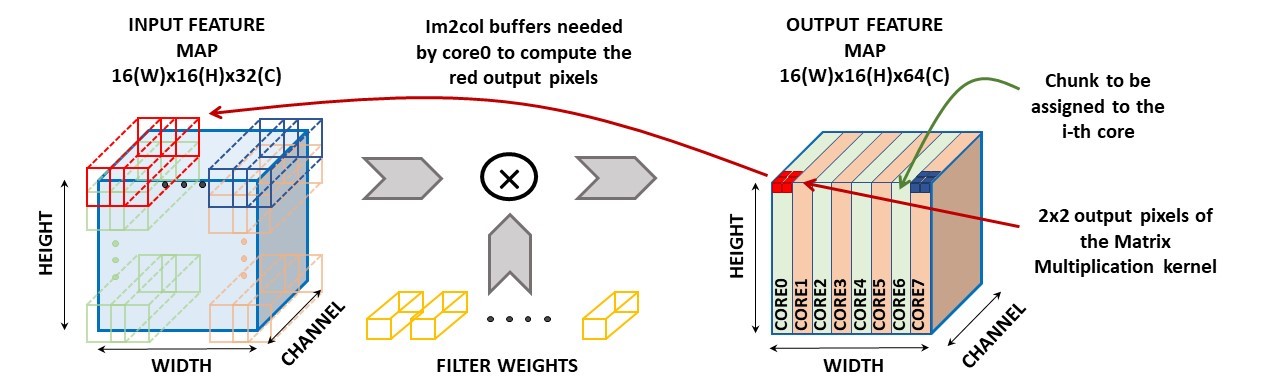 INPUT FEATURE
MAP
16(W)x16(H)x32(C)
Im2col buffers needed
by core0 to compute the
red output pixels
OUTPUT FEATURE
MAP
16(W)x16(H)x64(C)
Chunk to be
assigned to the
i-th core
2x2 output pixels of
the Matrix
Multiplication kernel
HEIGHT
WIDTH
CHANNEL
FILTER WEIGHTS
HEIGHT
CORE0
CORE1
CORE2
CORE3
CORE4
CORE5
CORE6
CORE7
WIDTH
CHANNEL